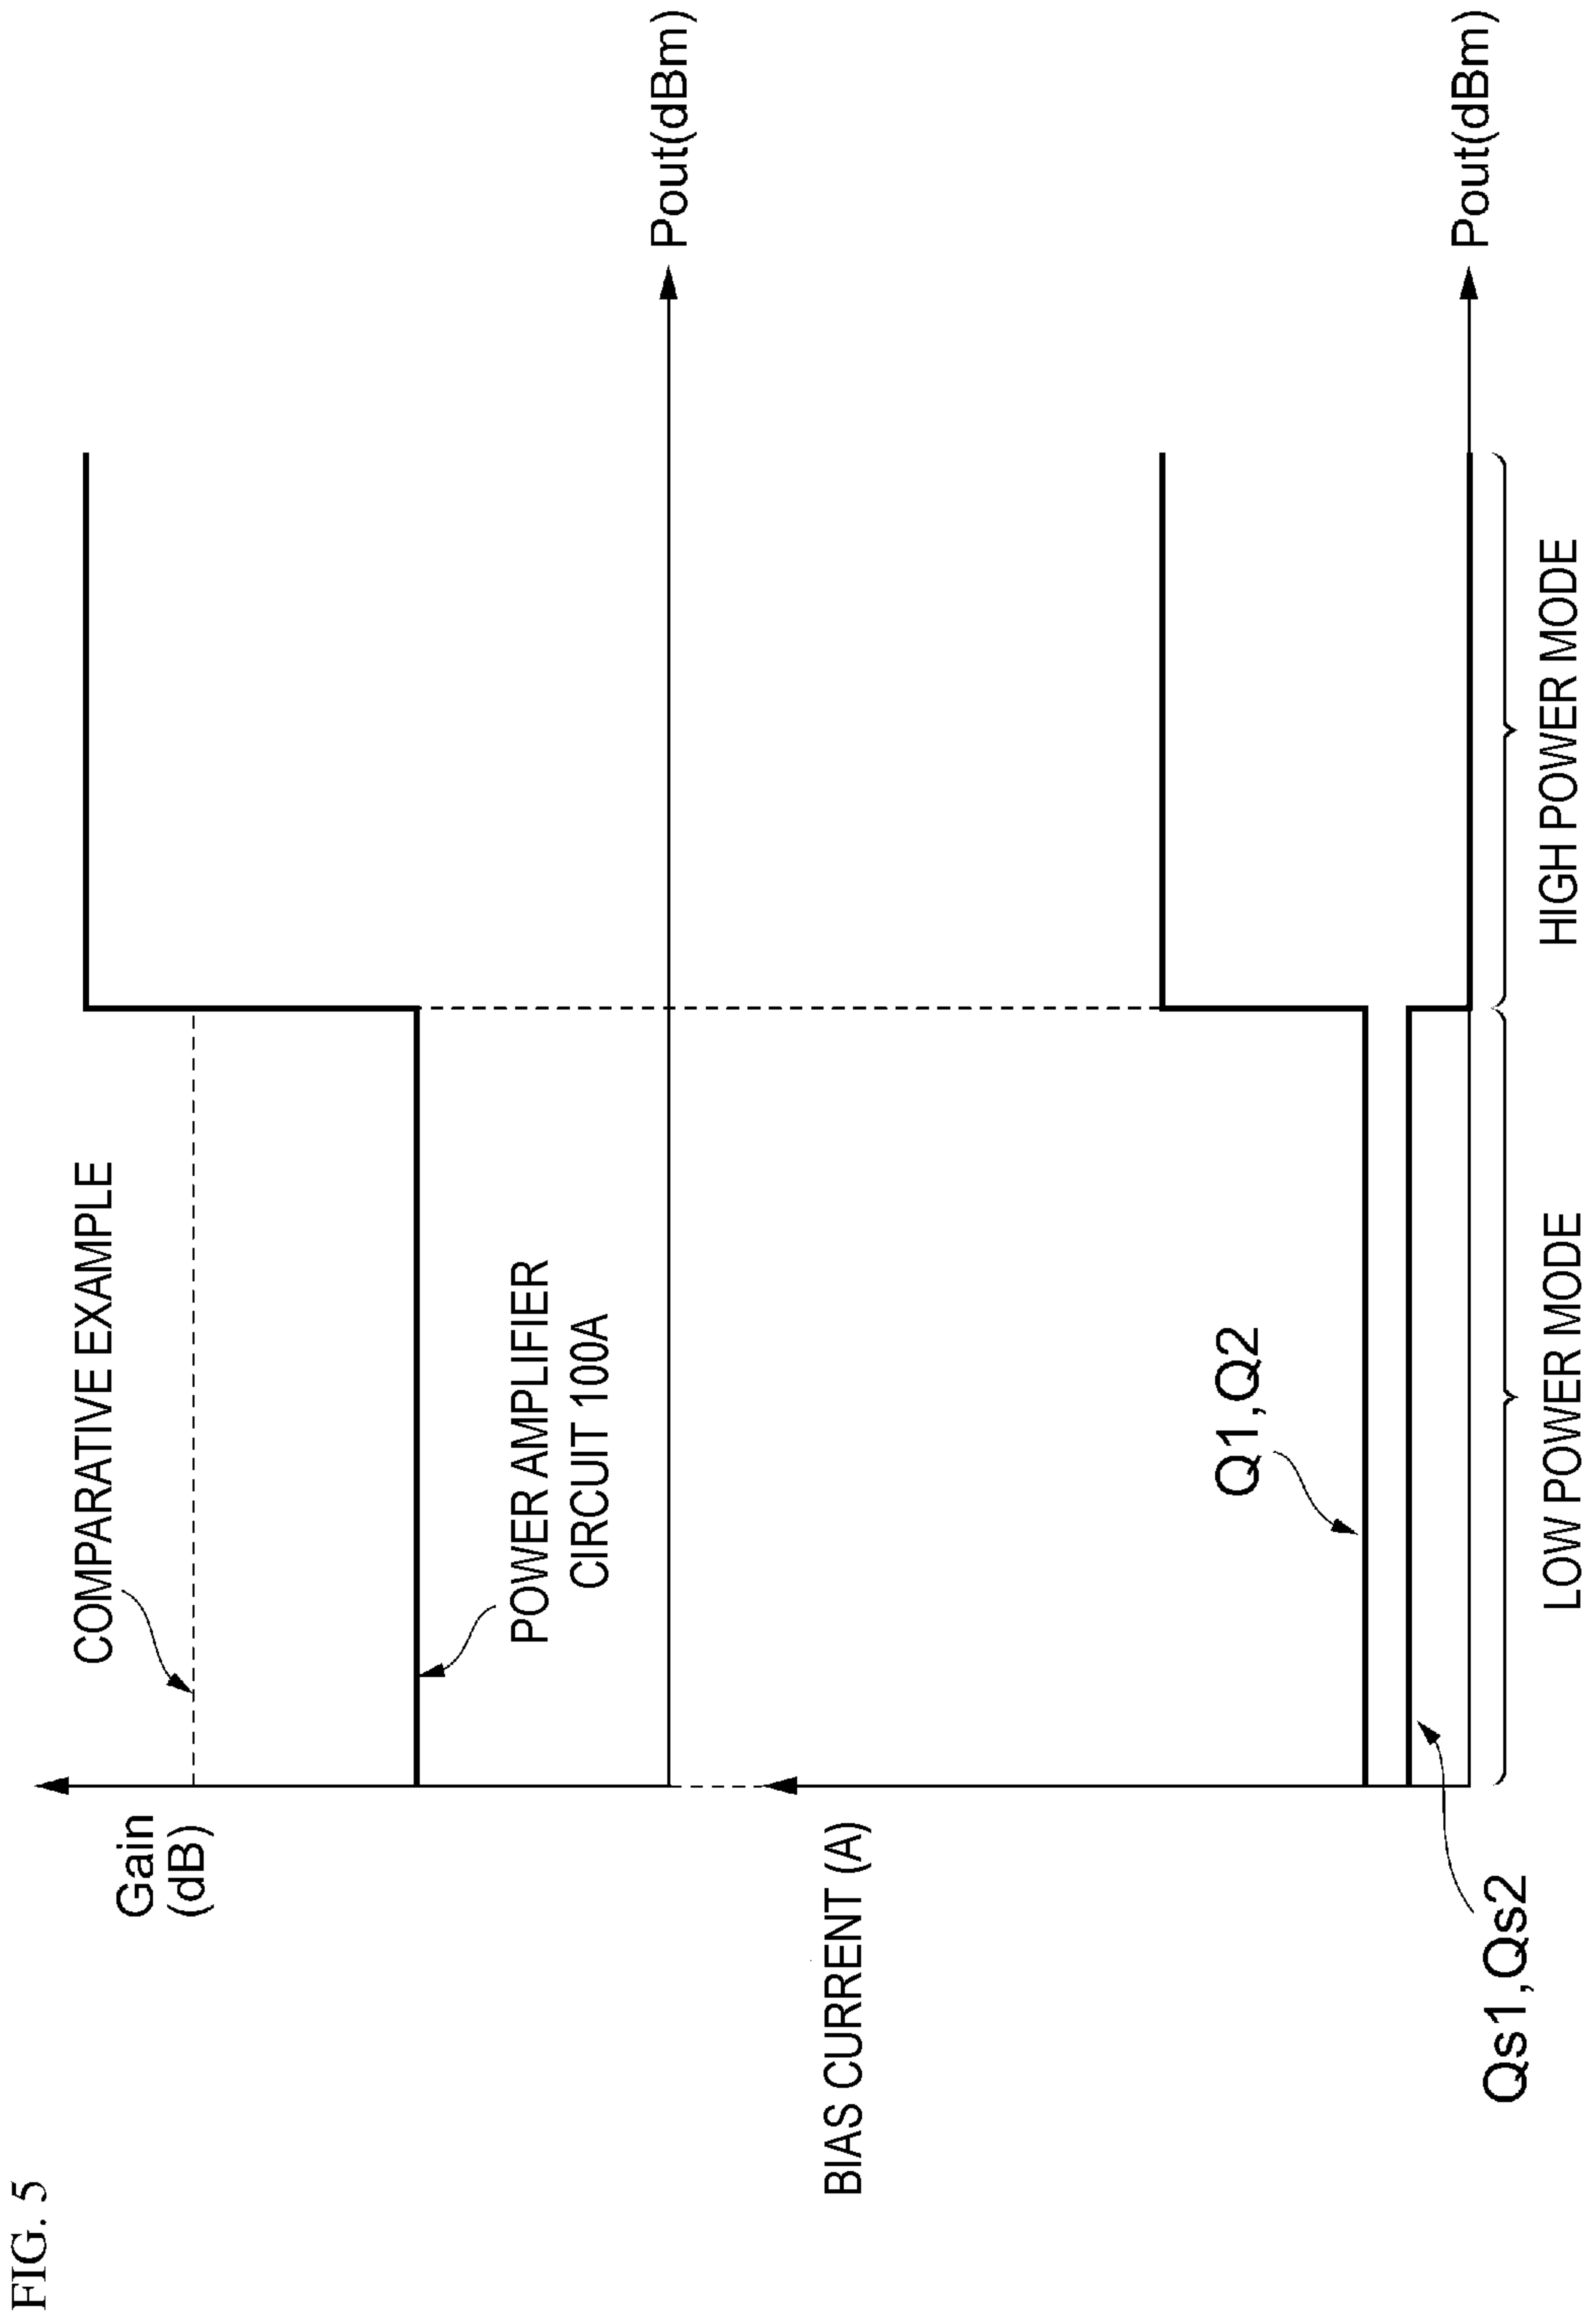 FIG. 5
Gain
(dB)
COMPARATIVE EXAMPLE
POWER AMPLIFIER
CIRCUIT 100A
Pout(dBm)
BIAS CURRENT (A)
Q1,Q2
Qs1,Qs2
Pout(dBm)
LOW POWER MODE
HIGH POWER MODE